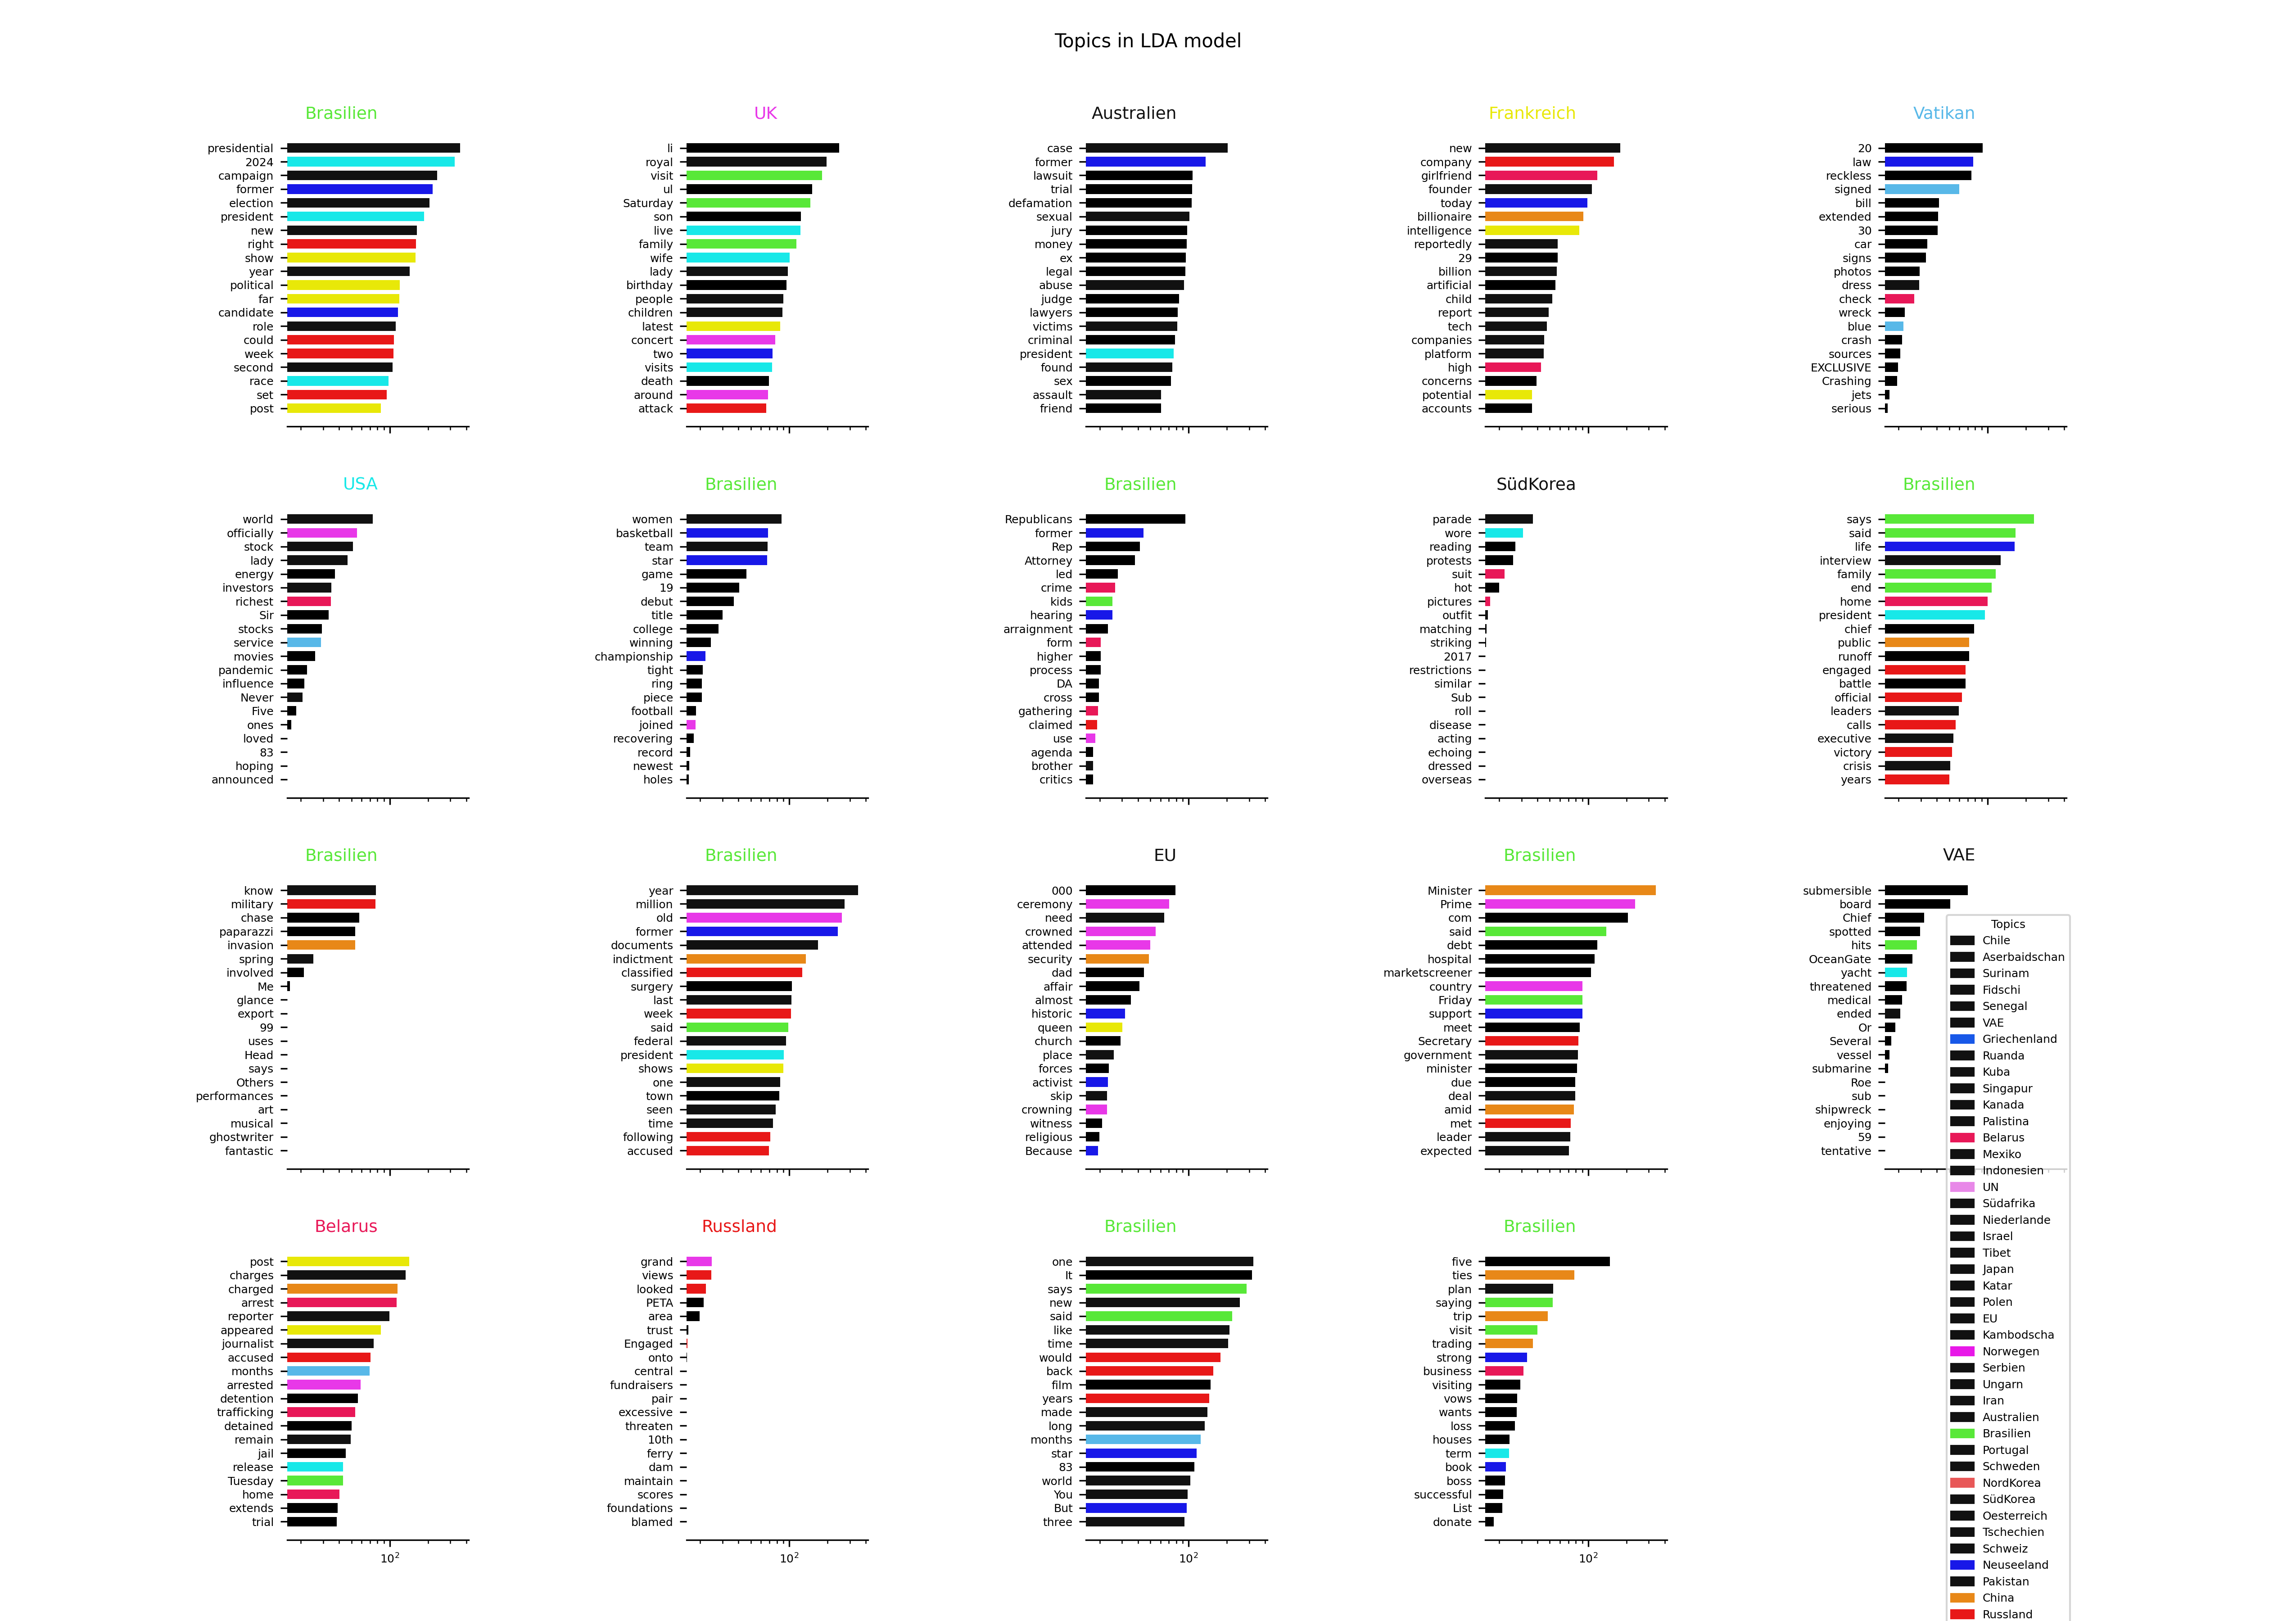 Topics in LDA model
Brasilien
presidential
2024
campaign
former
election
president
new
right
show
year
political
far
candidate
role
could
week
second
race
set
post
UK
li
royal
visit
ul
Saturday
son
live
family
wife
lady
birthday
people
children
latest
concert
two
visits
death
around
attack
Australien
case
former
lawsuit
trial
defamation
sexual
jury
money
ex
legal
abuse
judge
lawyers
victims
criminal
president
found
sex
assault
friend
Frankreich
new
company
girlfriend
founder
today
billionaire
intelligence
reportedly
29
billion
artificial
child
report
tech
companies
platform
high
concerns
potential
accounts
Vatikan
20
law
reckless
signed
bill
extended
30
car
signs
photos
dress
check
wreck
blue
crash
sources
EXCLUSIVE
Crashing
jets
serious
USA
world
officially
stock
lady
energy
investors
richest
Sir
stocks
service
movies
pandemic
influence
Never
Five
ones
loved
83
hoping
announced
Brasilien
women
basketball
team
star
game
19
debut
title
college
winning
championship
tight
ring
piece
football
joined
recovering
record
newest
holes
Brasilien
Republicans
former
Rep
Attorney
led
crime
kids
hearing
arraignment
form
higher
process
DA
cross
gathering
claimed
use
agenda
brother
critics
SüdKorea
parade
wore
reading
protests
suit
hot
pictures
outfit
matching
striking
2017
restrictions
similar
Sub
roll
disease
acting
echoing
dressed
overseas
Brasilien
says
said
life
interview
family
end
home
president
chief
public
runoff
engaged
battle
official
leaders
calls
executive
victory
crisis
years
Brasilien
know
military
chase
paparazzi
invasion
spring
involved
Me
glance
export
99
uses
Head
says
Others
performances
art
musical
ghostwriter
fantastic
Brasilien
year
million
old
former
documents
indictment
classified
surgery
last
week
said
federal
president
shows
one
town
seen
time
following
accused
EU
000
ceremony
need
crowned
attended
security
dad
affair
almost
historic
queen
church
place
forces
activist
skip
crowning
witness
religious
Because
Brasilien
Minister
Prime
com
said
debt
hospital
marketscreener
country
Friday
support
meet
Secretary
government
minister
due
deal
amid
met
leader
expected
VAE
submersible
board
Chief
spotted
hits
OceanGate
yacht
threatened
medical
ended
Or
Several
vessel
submarine
Roe
sub
shipwreck
enjoying
59
tentative
Belarus
post
charges
charged
arrest
reporter
appeared
journalist
accused
months
arrested
detention
trafficking
detained
remain
jail
release
Tuesday
home
extends
trial
10²
Russland
grand
views
looked
PETA
area
trust
Engaged
onto
central
fundraisers
pair
excessive
threaten
10th
ferry
dam
maintain
scores
foundations
blamed
10²
Brasilien
one
It
says
new
said
like
time
would
back
film
years
made
long
months
star
83
world
You
But
three
10²
Brasilien
five
ties
plan
saying
trip
visit
trading
strong
business
visiting
vows
wants
loss
houses
term
book
boss
successful
List
donate
10²
Topics
Chile
Aserbaidschan
Surinam
Fidschi
Senegal
VAE
Griechenland
Ruanda
Kuba
Singapur
Kanada
Palistina
Belarus
Mexiko
Indonesien
UN
Südafrika
Niederlande
Israel
Tibet
Japan
Katar
Polen
EU
Kambodscha
Norwegen
Serbien
Ungarn
Iran
Australien
Brasilien
Portugal
Schweden
NordKorea
SüdKorea
Oesterreich
Tschechien
Schweiz
Neuseeland
Pakistan
China
Russland